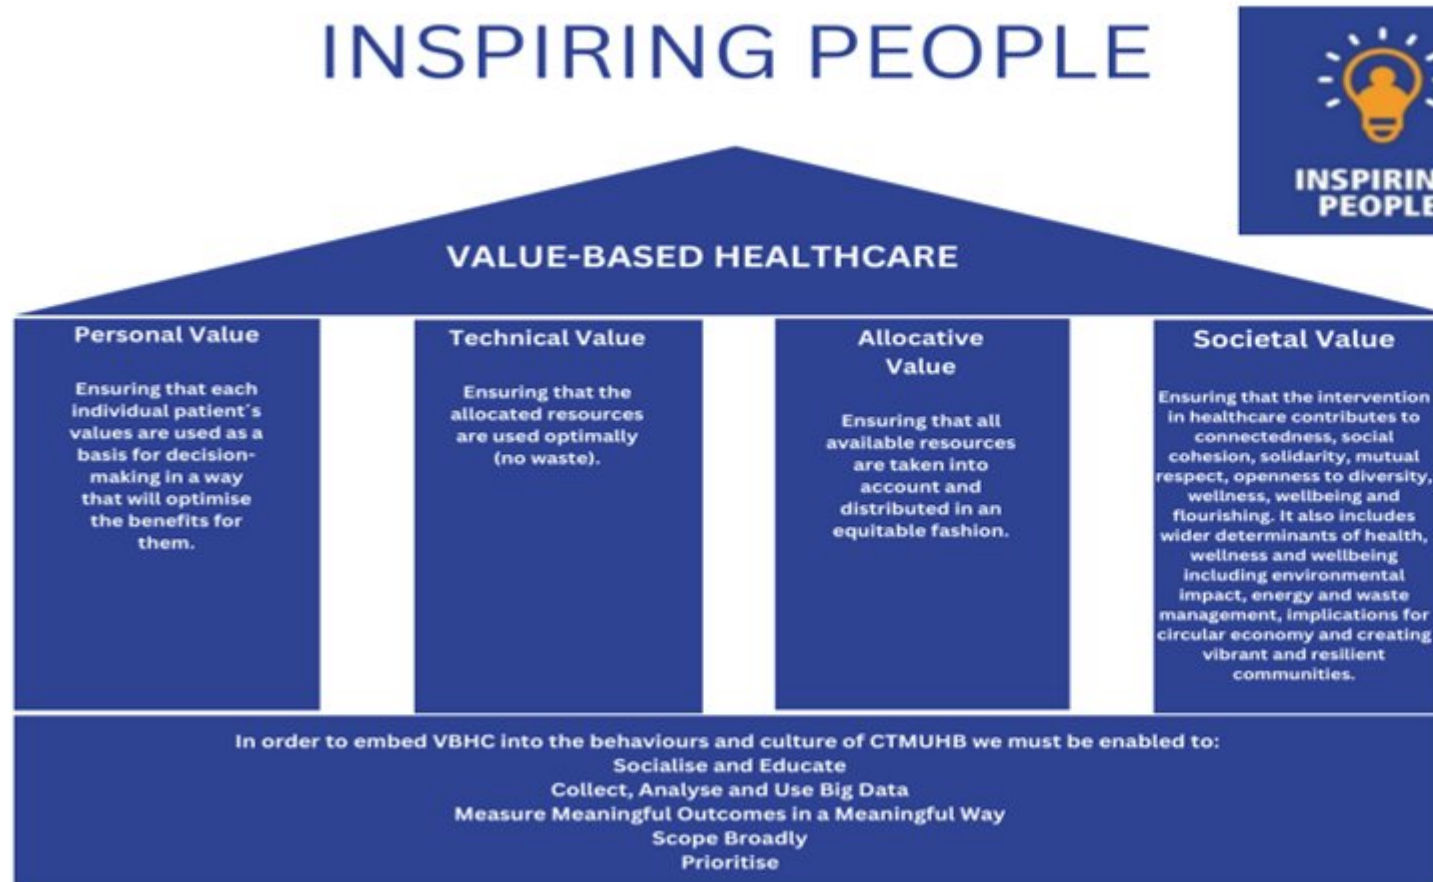 INSPIRING PEOPLE
INSPIRIN
PEOPLE
VALUE-BASED HEALTHCARE
Personal Value
Ensuring that each
individual patient´s
values are used as a
basis for decision-
making in a way
that will optimise
the benefits for
them.
Technical Value
Ensuring that the
allocated resources
are used optimally
(no waste).
Allocative
Value
Ensuring that all
available resources
are taken into
account and
distributed in an
equitable fashion.
Societal Value
Ensuring that the intervention
in healthcare contributes to
connectedness, social
cohesion, solidarity, mutual
respect, openness to diversity,
wellness, wellbeing and
flourishing. It also includes
wider determinants of health,
wellness and wellbeing
including environmental
impact, energy and waste
management, implications for
circular economy and creating
vibrant and resilient
communities.
In order to embed VBHC into the behaviours and culture of CTMUHB we must be enabled to:
Socialise and Educate
Collect, Analyse and Use Big Data
Measure Meaningful Outcomes in a Meaningful Way
Scope Broadly
Prioritise